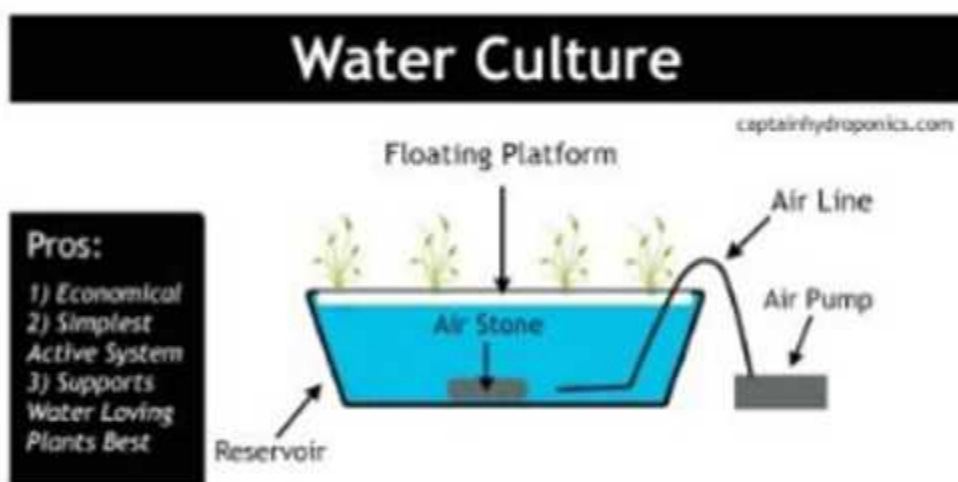 Water Culture
captainhydroponics.com
Floating Platform
Air Line
Pros:
1) Economical
2) Simplest
Active System
3) Supports
Water Loving
Plants Best
Air Pump
Air Stone
Reservoir